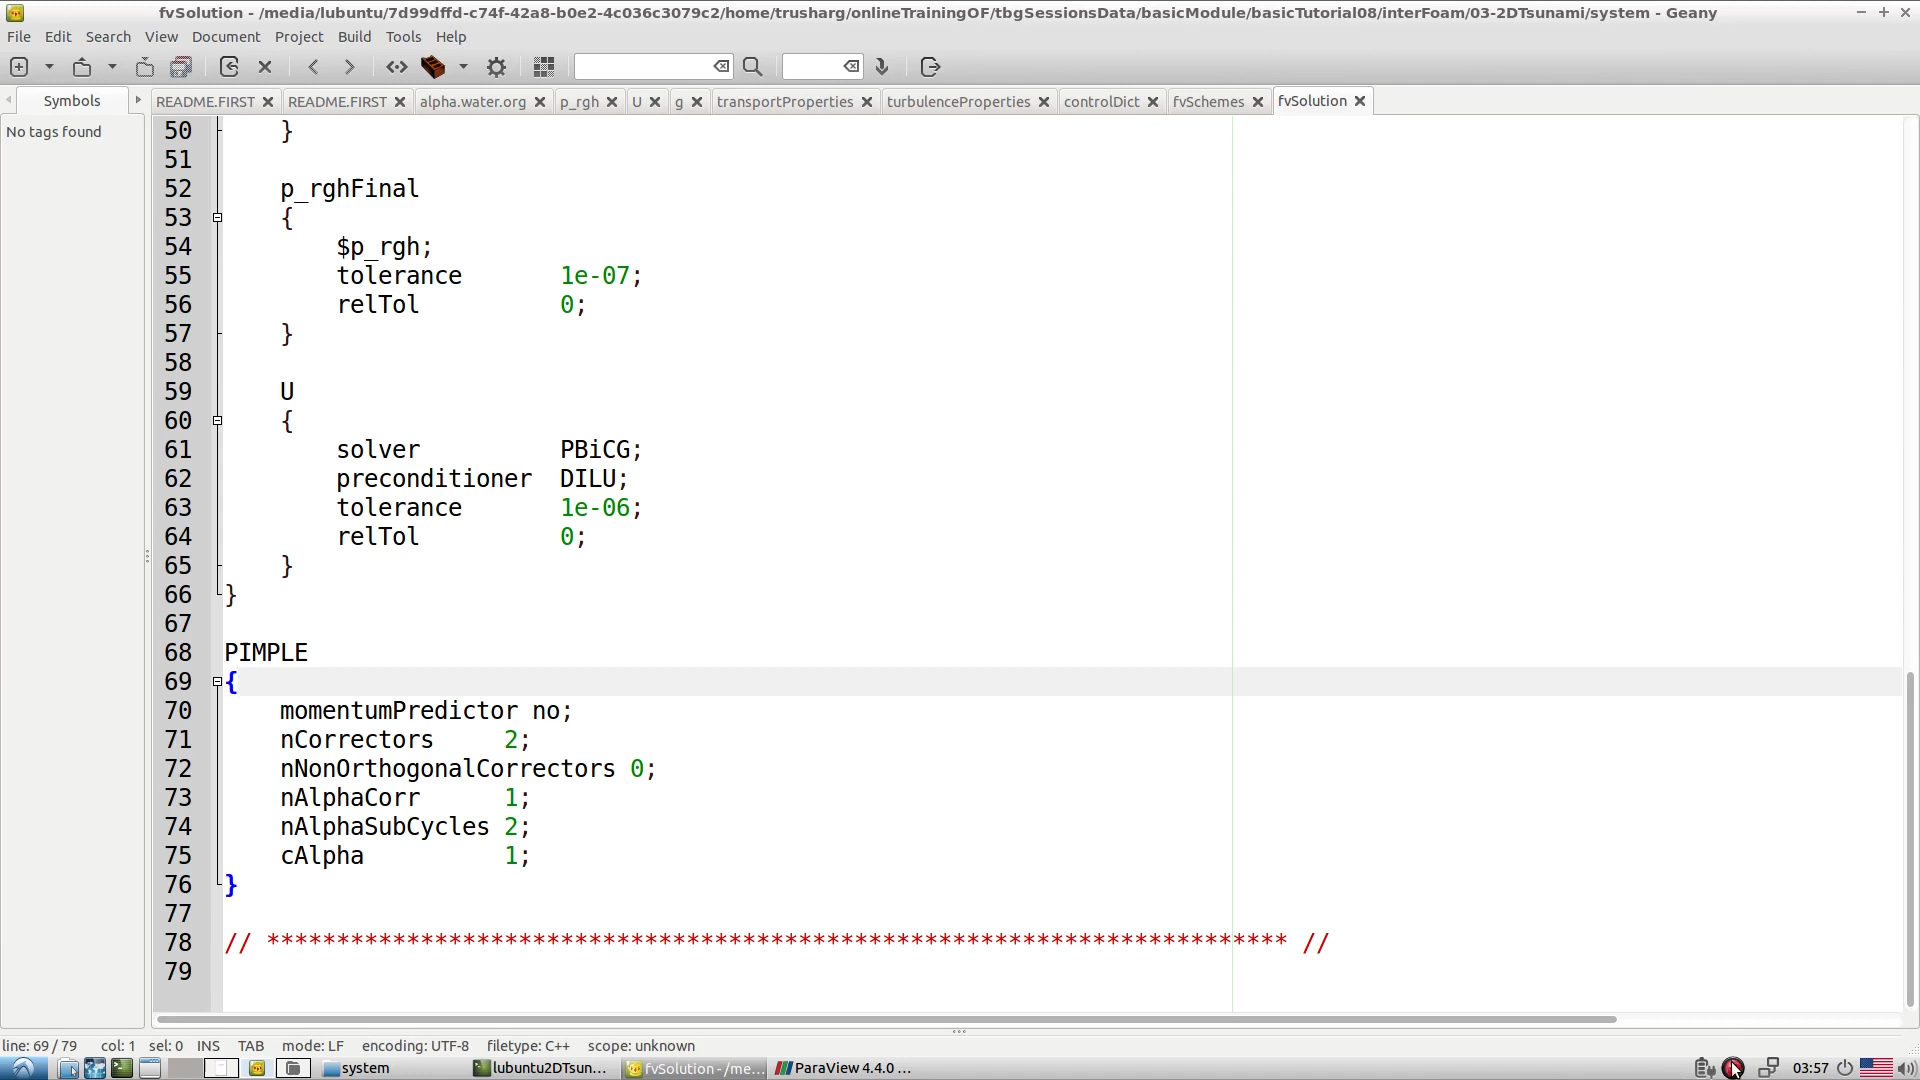 fvSolution - /media/lubuntu/7d99dffd-c74f-42a8-b0e2-4c036c3079c2/home/trusharg/onlineTrainingOF/tbgSessionsData/basicModule/basicTutorial08/interFoam/03-2DTsunami/system - Geany
File Edit Search View Document Project Build Tools Help
Symbols README.FIRST README.FIRST alpha.water.org p_rgh U g transportProperties turbulenceProperties controlDict fvSchemes fvSolution
No tags found
50 }
51
52 p_rghFinal
53 {
54 $p_rgh;
55 tolerance 1e-07;
56 relTol 0;
57 }
58
59 U
60 {
61 solver PBiCG;
62 preconditioner DILU;
63 tolerance 1e-06;
64 relTol 0;
65 }
66 }
67
68 PIMPLE
69 {
70 momentumPredictor no;
71 nCorrectors 2;
72 nNonOrthogonalCorrectors 0;
73 nAlphaCorr 1;
74 nAlphaSubCycles 2;
75 cAlpha 1;
76 }
77
78 // ************************************************************************* //
79
line: 69 / 79 col: 1 sel: 0 INS TAB mode: LF encoding: UTF-8 filetype: C++ scope: unknown
system lubuntu2DTsun... fvSolution - /me... ParaView 4.4.0 ... 03:57